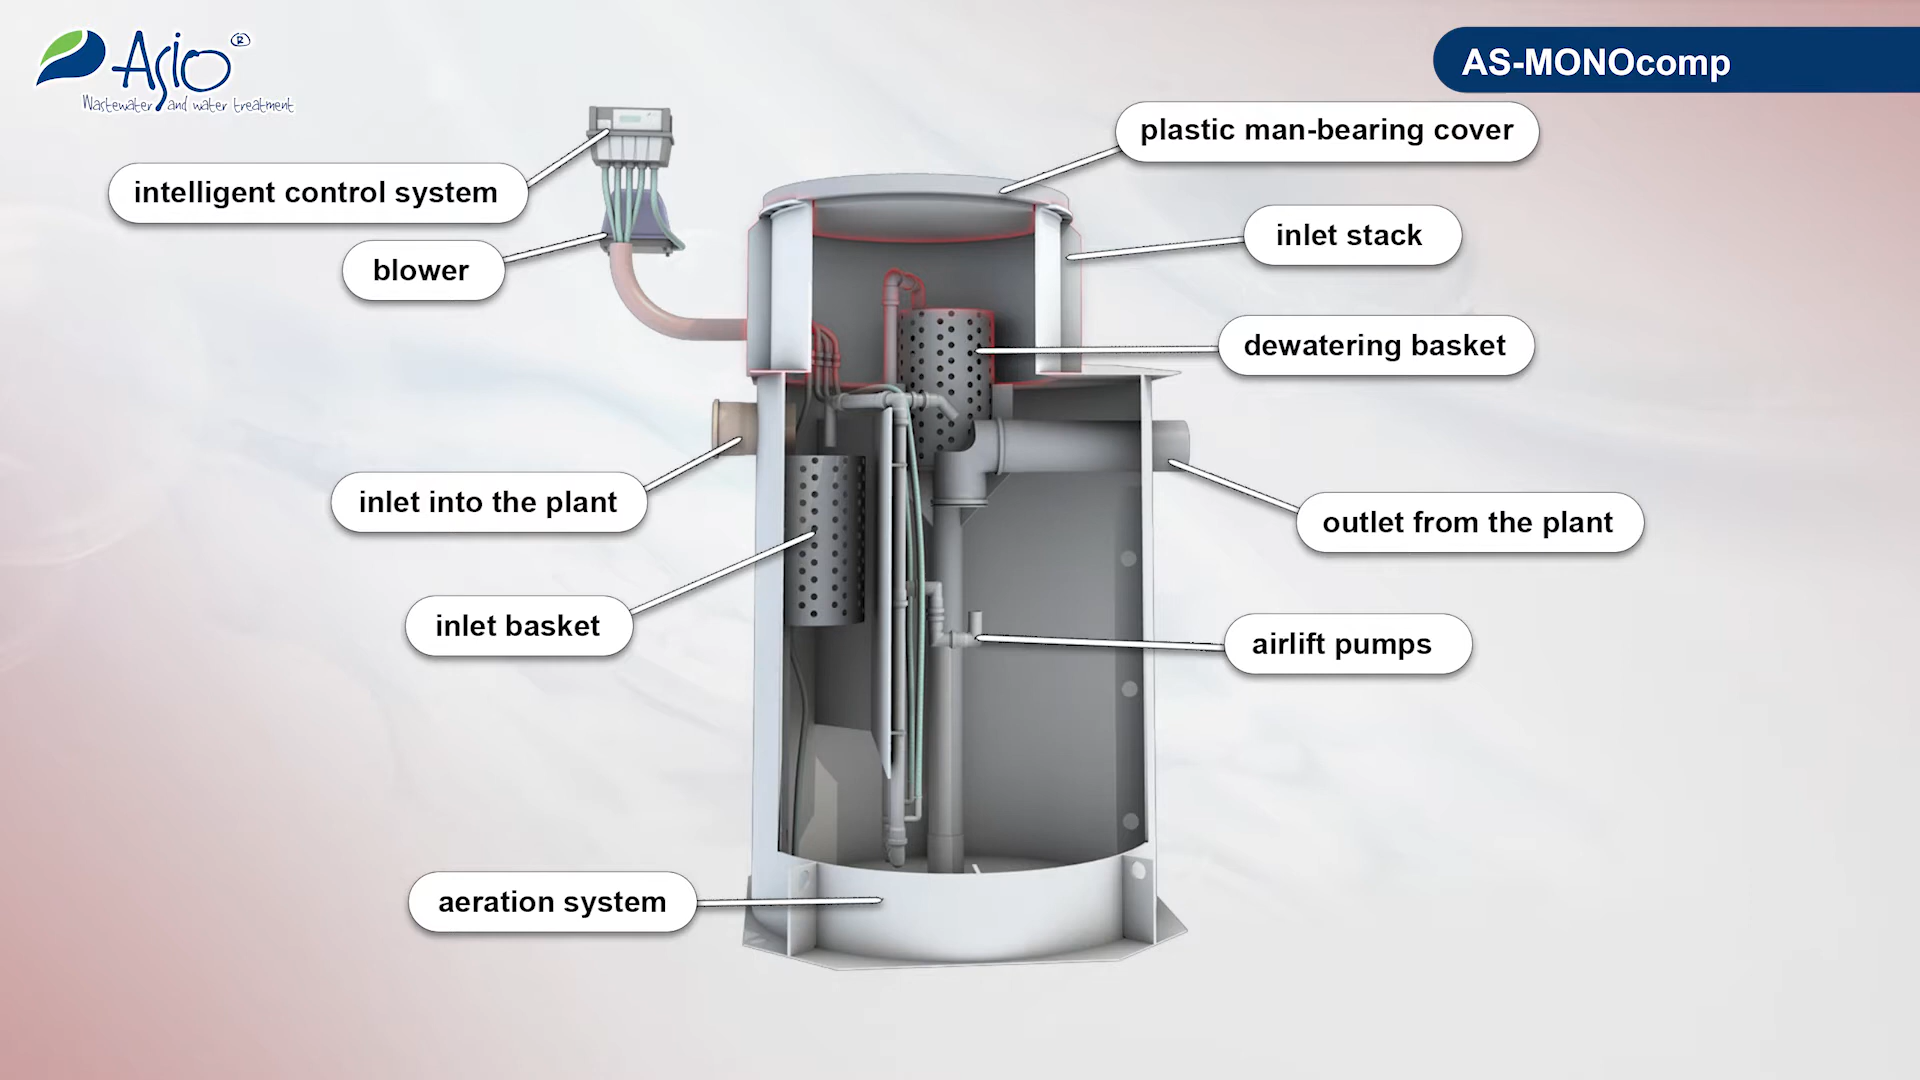 Asio®
Wastewater and water treatment
AS-MONOcomp
plastic man-bearing cover
intelligent control system
inlet stack
blower
dewatering basket
inlet into the plant
outlet from the plant
inlet basket
airlift pumps
aeration system